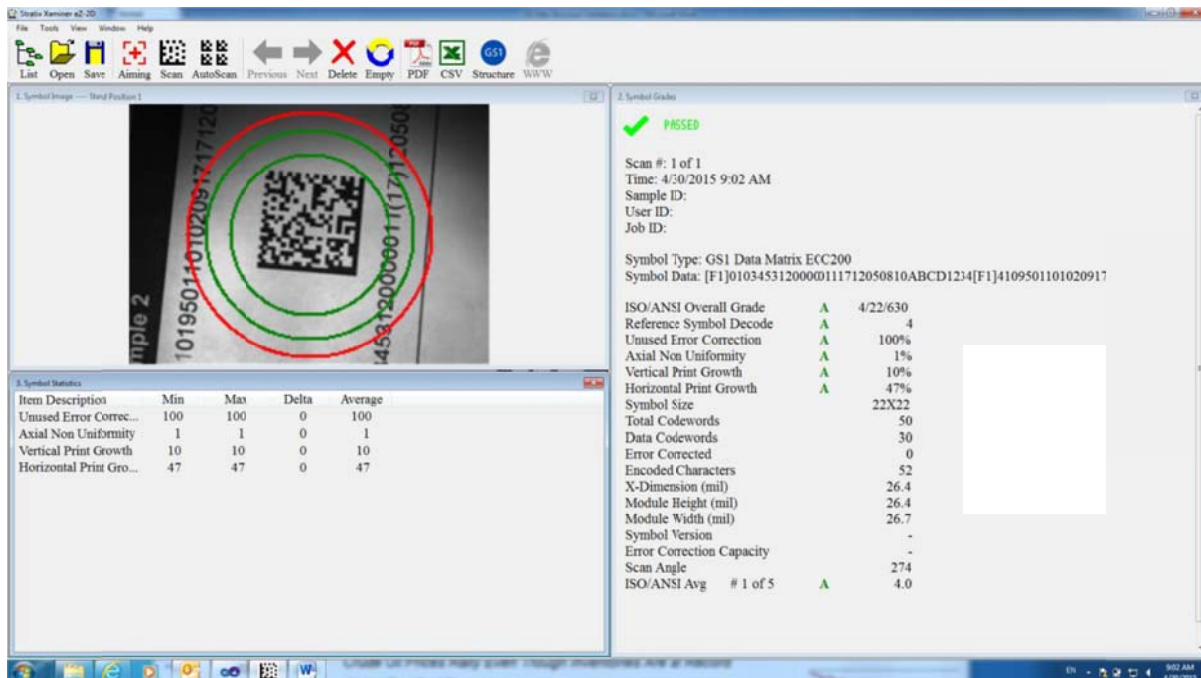 Stratix Xaminer eZ-2D
File Tools View Window Help
List Open Save Aiming Scan AutoScan Previous Next Delete Empty PDF CSV Structure WWW
1. Symbol Image --- Third Position 1
mple 2
3. Symbol Statistics
Item Description Min Max Delta Average
Unused Error Correc... 100 100 0 100
Axial Non Uniformity 1 1 0 1
Vertical Print Growth 10 10 0 10
Horizontal Print Gro... 47 47 0 47
2. Symbol Grades
PASSED
Scan #: 1 of 1
Time: 4/30/2015 9:02 AM
Sample ID:
User ID:
Job ID:
Symbol Type: GS1 Data Matrix ECC200
Symbol Data: [F1]01034531200000111712050810ABCD1234[F1]4109501101020917
ISO/ANSI Overall Grade A 4/22/630
Reference Symbol Decode A 4
Unused Error Correction A 100%
Axial Non Uniformity A 1%
Vertical Print Growth A 10%
Horizontal Print Growth A 47%
Symbol Size 22X22
Total Codewords 50
Data Codewords 30
Error Corrected 0
Encoded Characters 52
X-Dimension (mil) 26.4
Module Height (mil) 26.4
Module Width (mil) 26.7
Symbol Version -
Error Correction Capacity -
Scan Angle 274
ISO/ANSI Avg # 1 of 5 A 4.0
EN 9:02 AM